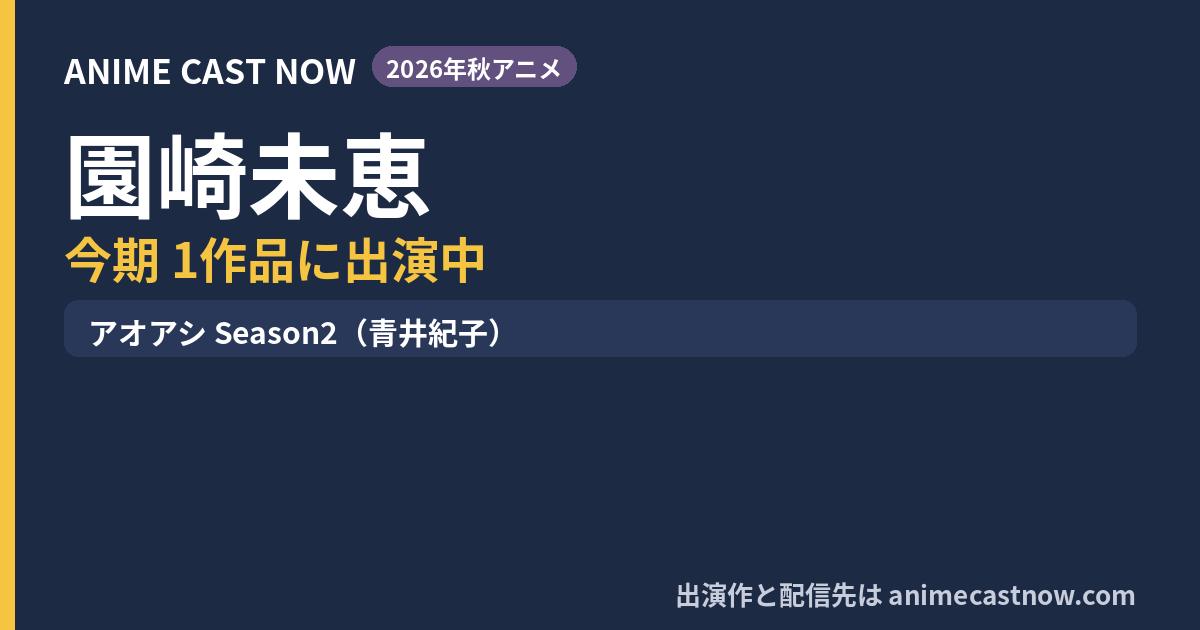 ANIME CAST NOW 2026年秋アニメ
園崎未恵
今期 1作品に出演中
アオアシ Season2（青井紀子）
出演作と配信先は animecastnow.com